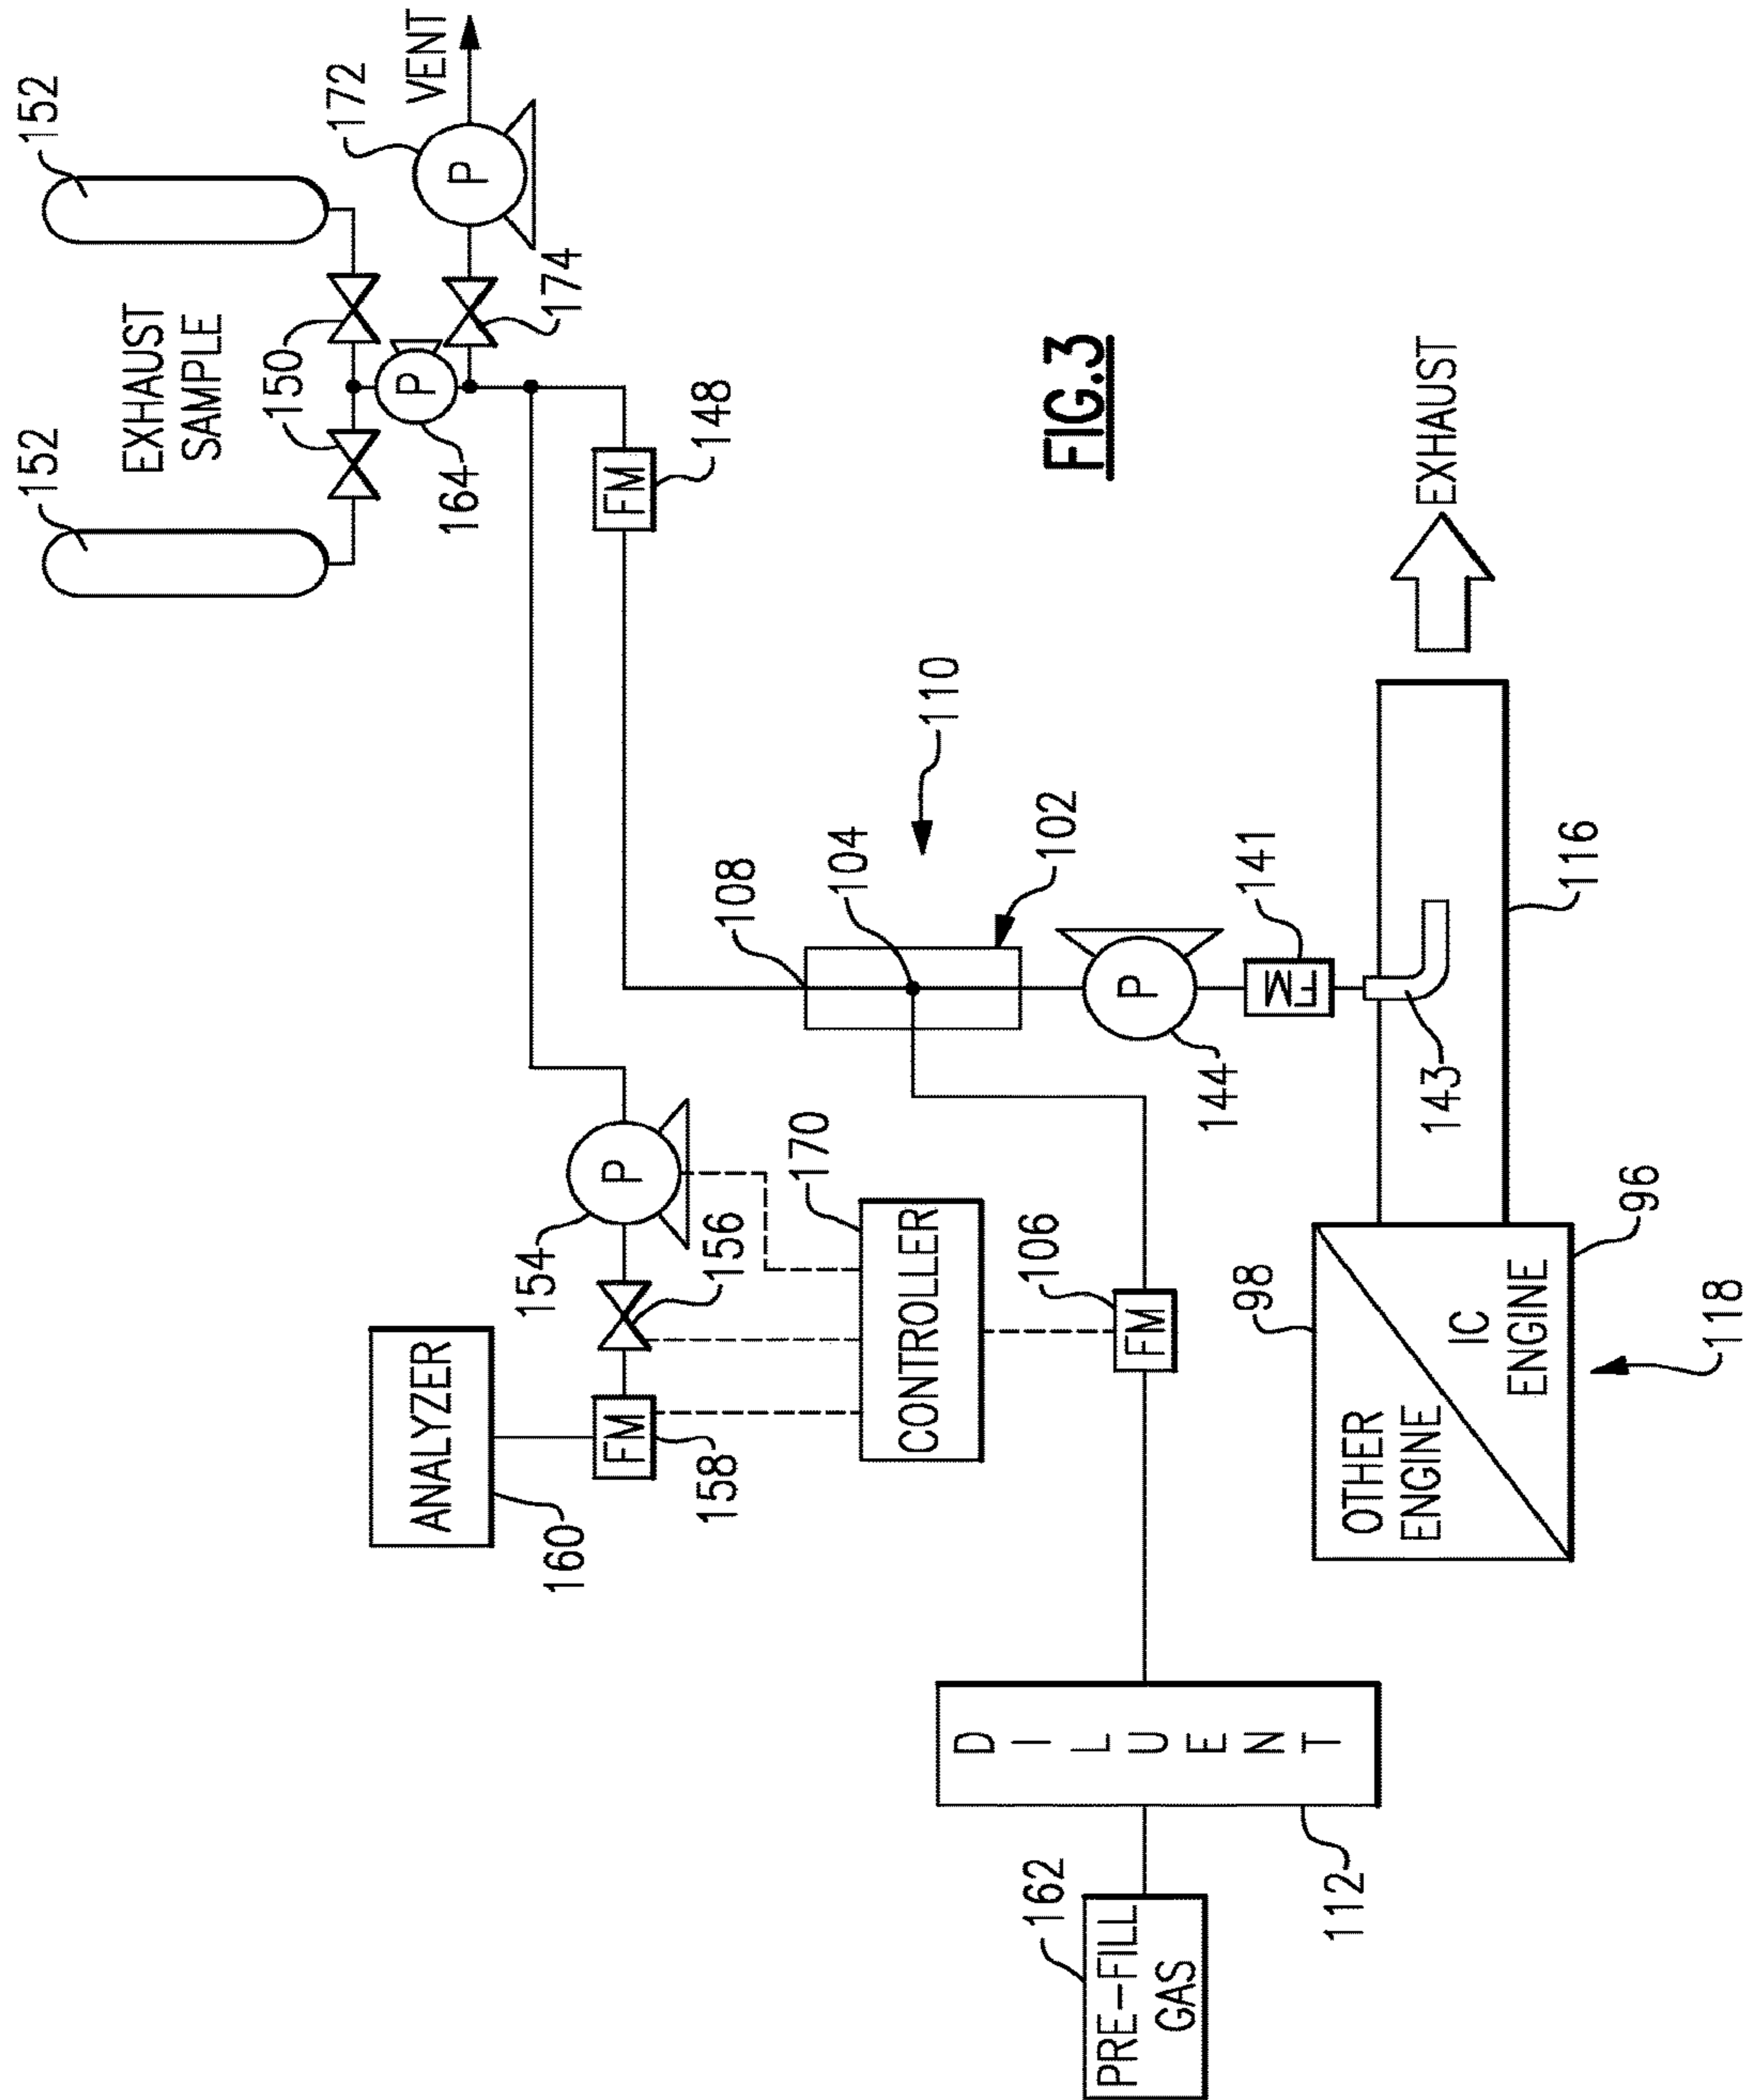 152
152
EXHAUST
SAMPLE
150
164
172
VENT
174
148
FIG.3
P
P
FM
ANALYZER
160
154
P
156
FM
158
CONTROLLER
170
106
FM
108
104
110
102
P
144
141
FM
143
116
EXHAUST
PRE-FILL
GAS
162
DILUENT
112
98
OTHER
ENGINE
IC
ENGINE
96
118